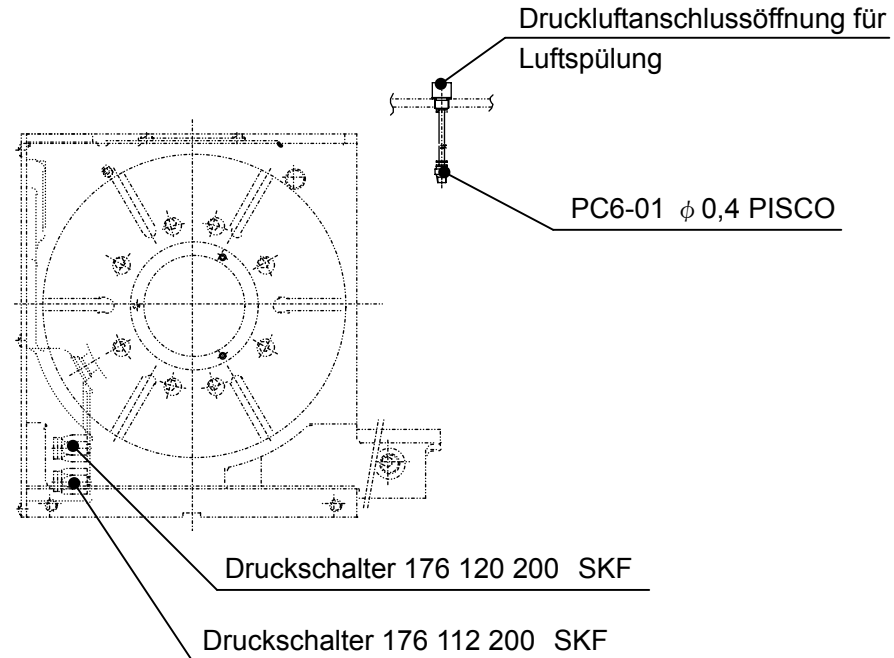 Druckluftanschlussöffnung für
Luftspülung
PC6-01 ϕ 0,4 PISCO
Druckschalter 176 120 200 SKF
Druckschalter 176 112 200 SKF